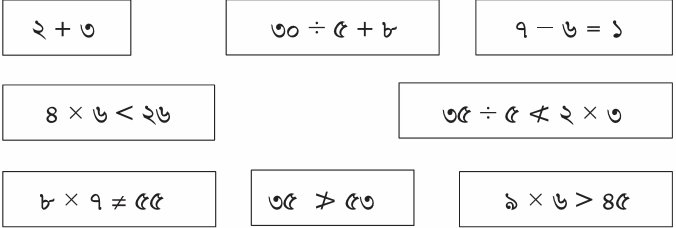 ২ + ৩ ৩০ ÷ ৫ + ৮ ৭ − ৬ = ১
৪ × ৬ < ২৬ ৩৫ ÷ ৫ ≮ ২ × ৩
৮ × ৭ ≠ ৫৫ ৩৫ ≯ ৫৩ ৯ × ৬ > ৪৫